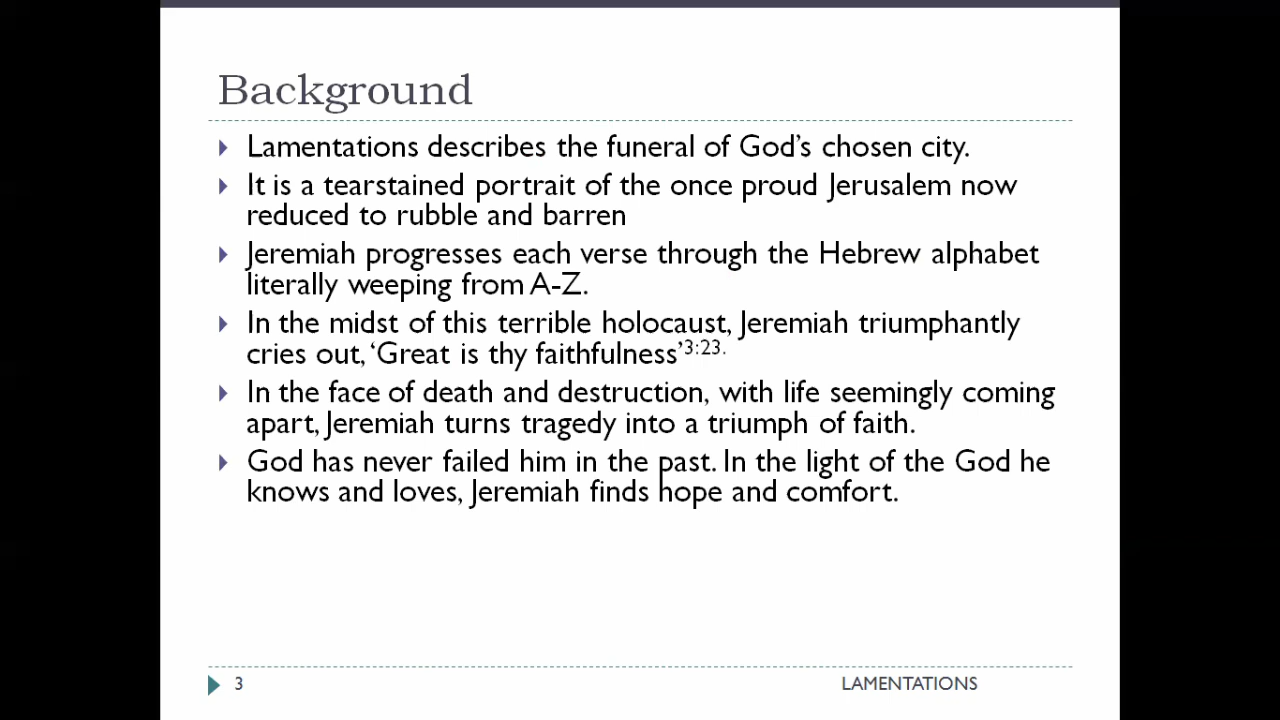 Background
Lamentations describes the funeral of God’s chosen city.
It is a tearstained portrait of the once proud Jerusalem now
reduced to rubble and barren
Jeremiah progresses each verse through the Hebrew alphabet
literally weeping from A-Z.
In the midst of this terrible holocaust, Jeremiah triumphantly
cries out, ‘Great is thy faithfulness’3:23.
In the face of death and destruction, with life seemingly coming
apart, Jeremiah turns tragedy into a triumph of faith.
God has never failed him in the past. In the light of the God he
knows and loves, Jeremiah finds hope and comfort.
3 LAMENTATIONS